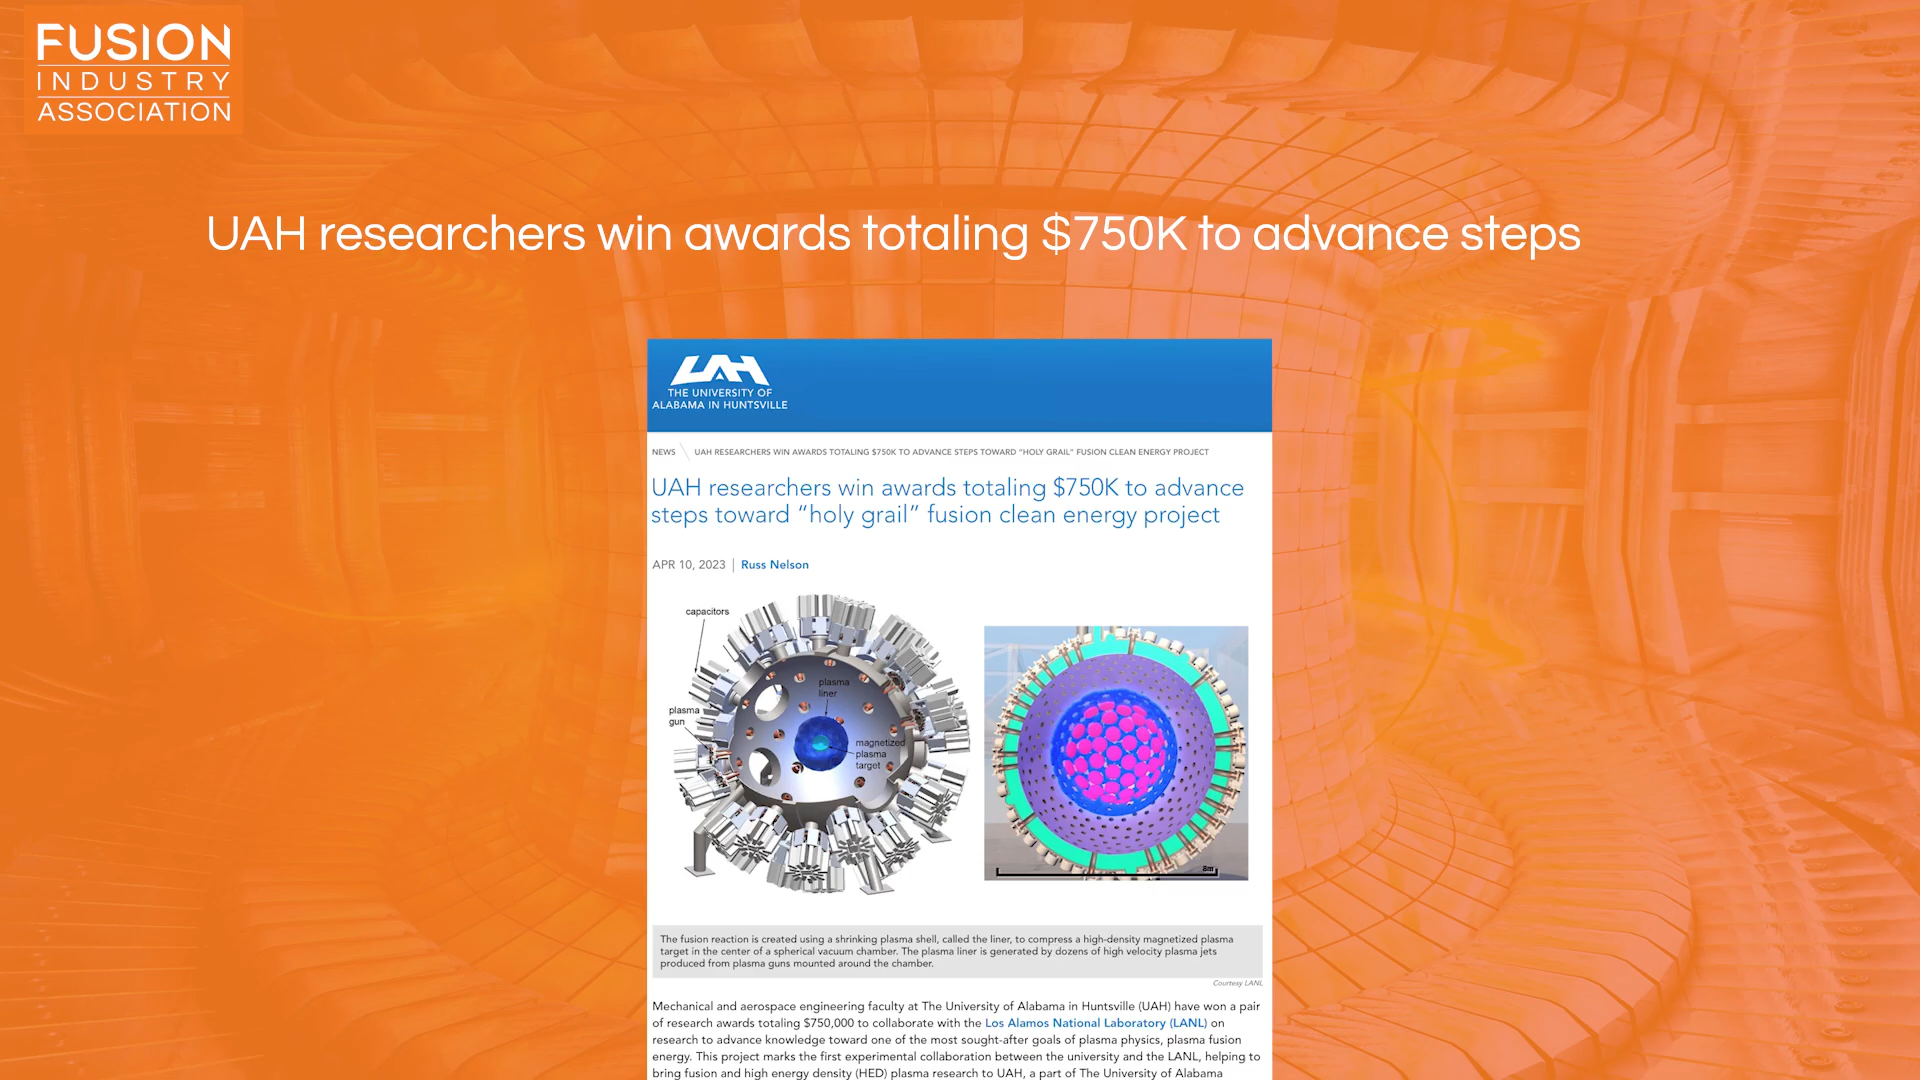 FUSION
INDUSTRY
ASSOCIATION
UAH researchers win awards totaling $750K to advance steps
UAH
THE UNIVERSITY OF
ALABAMA IN HUNTSVILLE
NEWS UAH RESEARCHERS WIN AWARDS TOTALING $750K TO ADVANCE STEPS TOWARD “HOLY GRAIL” FUSION CLEAN ENERGY PROJECT
UAH researchers win awards totaling $750K to advance
steps toward “holy grail” fusion clean energy project
APR 10, 2023 | Russ Nelson
capacitors
plasma
liner
plasma
gun
magnetized
plasma
target
8m
The fusion reaction is created using a shrinking plasma shell, called the liner, to compress a high-density magnetized plasma
target in the center of a spherical vacuum chamber. The plasma liner is generated by dozens of high velocity plasma jets
produced from plasma guns mounted around the chamber.
Courtesy LANL
Mechanical and aerospace engineering faculty at The University of Alabama in Huntsville (UAH) have won a pair
of research awards totaling $750,000 to collaborate with the Los Alamos National Laboratory (LANL) on
research to advance knowledge toward one of the most sought-after goals of plasma physics, plasma fusion
energy. This project marks the first experimental collaboration between the university and the LANL, helping to
bring fusion and high energy density (HED) plasma research to UAH, a part of The University of Alabama